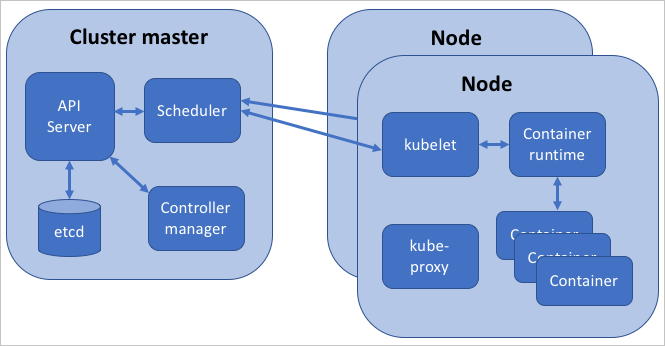 Cluster master
API
Server
Scheduler
etcd
Controller
manager
Node
Node
kubelet
Container
runtime
kube-
proxy
Container
Container
Container